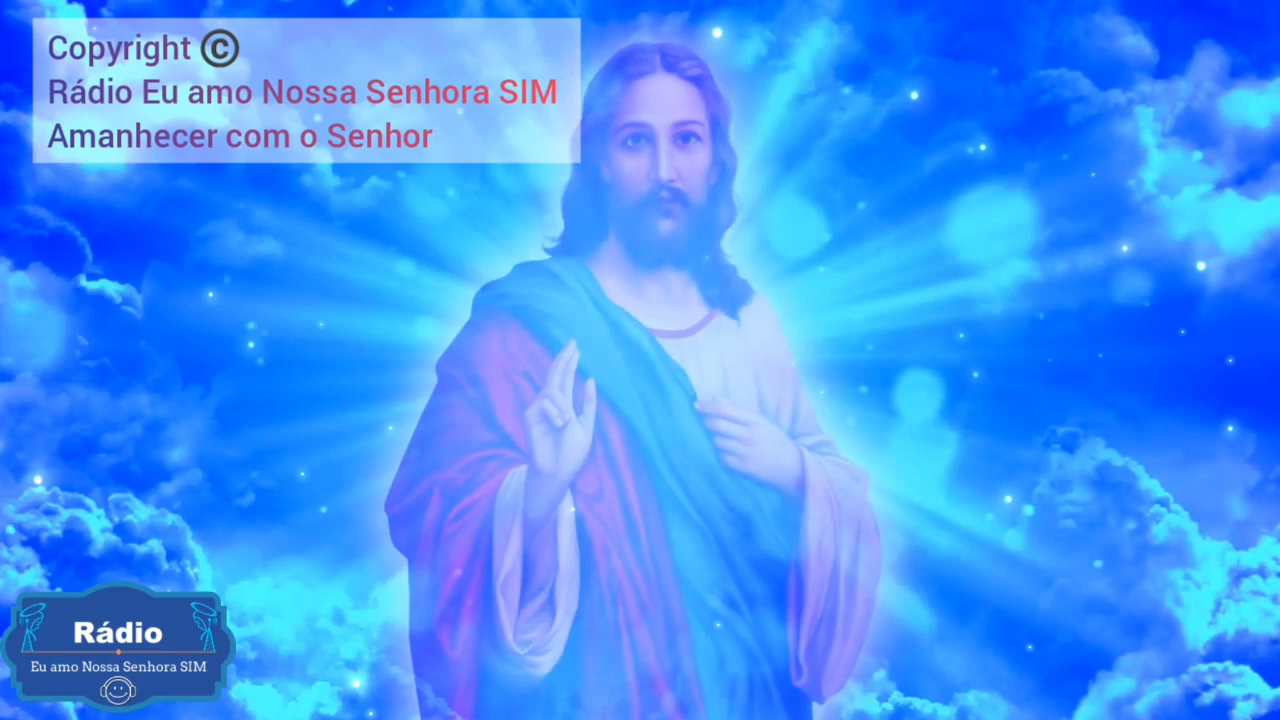 Copyright ©
Rádio Eu amo Nossa Senhora SIM
Amanhecer com o Senhor
Rádio
Eu amo Nossa Senhora SIM